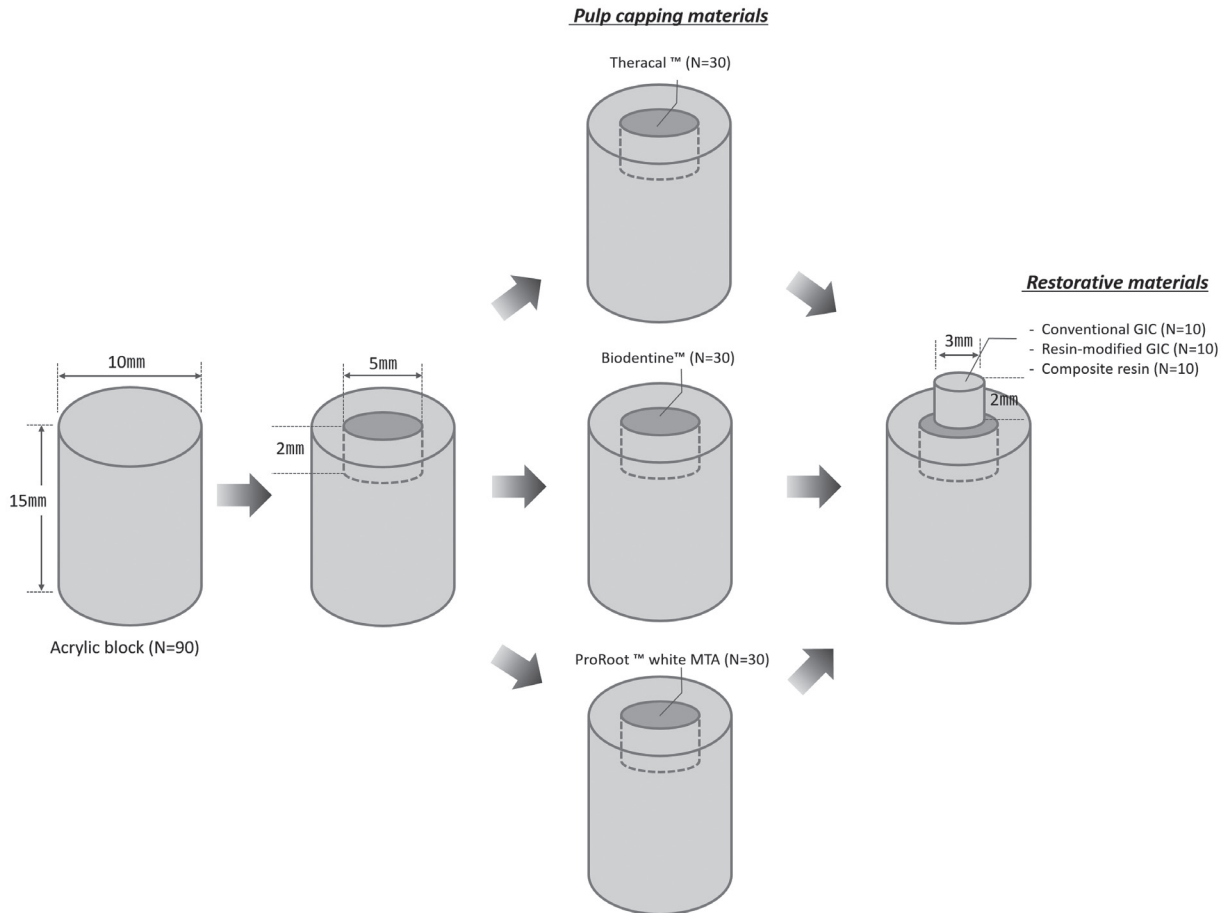 Pulp capping materials
Theracal ™ (N=30)
Restorative materials
- Conventional GIC (N=10)
- Resin-modified GIC (N=10)
- Composite resin (N=10)
Biodentine™ (N=30)
3mm
10mm
5mm
2mm
2mm
15mm
Acrylic block (N=90)
ProRoot ™ white MTA (N=30)